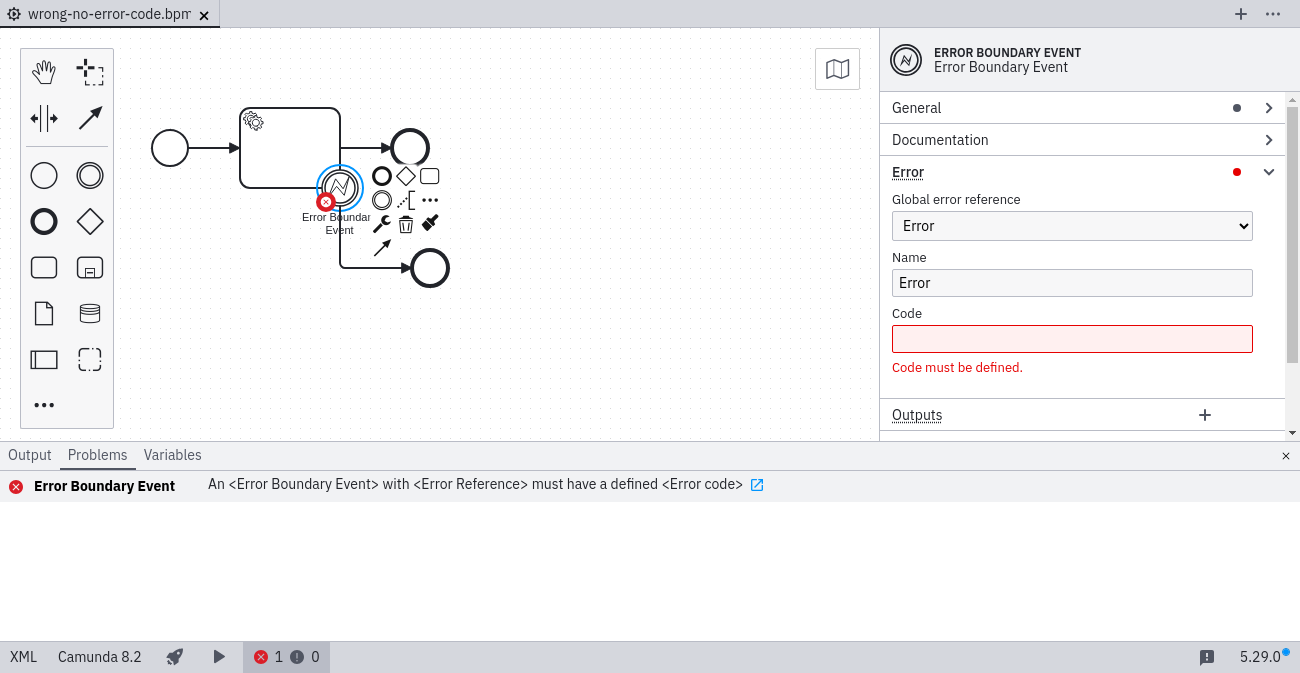 wrong-no-error-code.bpm
ERROR BOUNDARY EVENT
Error Boundary Event
General
Documentation
Error
Global error reference
Error
Name
Error
Code
Code must be defined.
Outputs
Error Boundar
Event
Output Problems Variables
Error Boundary Event An <Error Boundary Event> with <Error Reference> must have a defined <Error code>
XML Camunda 8.2 1 0 5.29.0